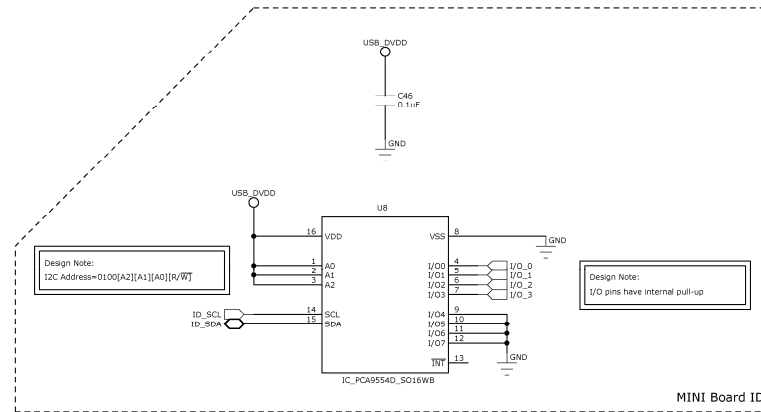 USB_DVDD
C46
0.1uF
GND
USB_DVDD
U8
16 VDD
VSS 8
GND
Design Note:
I2C Address=0100[A2][A1][A0][R/W]
1 A0
2 A1
3 A2
I/O0 4 I/O_0
I/O1 5 I/O_1
I/O2 6 I/O_2
I/O3 7 I/O_3
Design Note:
I/O pins have internal pull-up
ID_SCL 14 SCL
ID_SDA 15 SDA
I/O4 9
I/O5 10
I/O6 11
I/O7 12
GND
INT 13
IC_PCA9554D_SO16WB
MINI Board ID